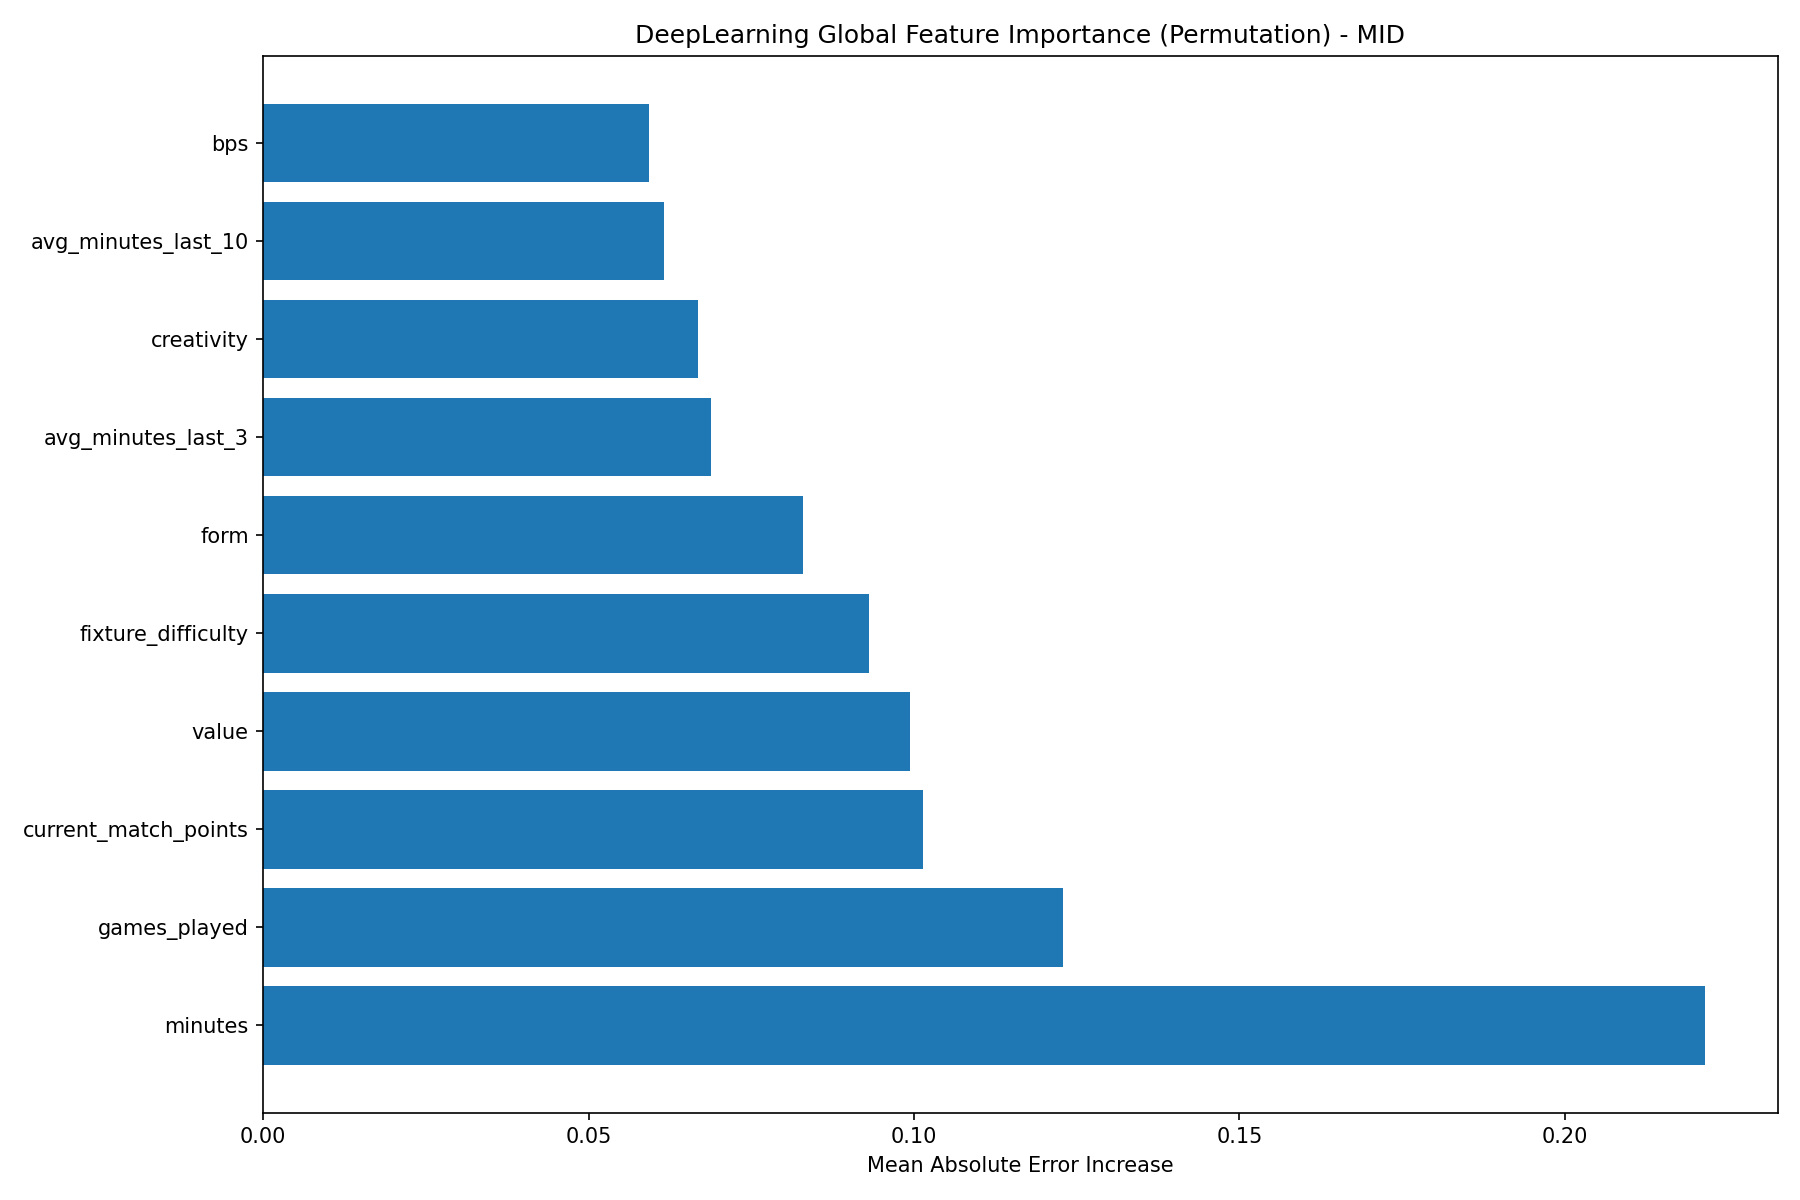 DeepLearning Global Feature Importance (Permutation) - MID
bps
avg_minutes_last_10
creativity
avg_minutes_last_3
form
fixture_difficulty
value
current_match_points
games_played
minutes
0.00 0.05 0.10 0.15 0.20
Mean Absolute Error Increase